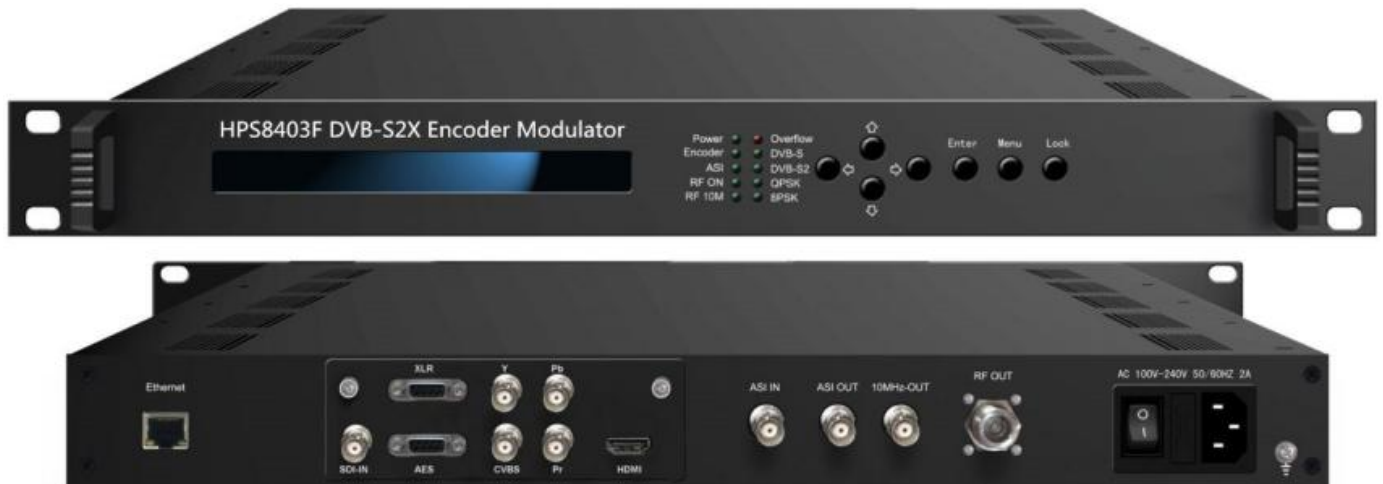 HPS8403F DVB-S2X Encoder Modulator
Power Overflow
Encoder DVB-S
ASI DVB-S2
RF ON QPSK
RF 10M 8PSK
Enter Menu Lock
Ethernet
XLR Y Pb
SDI-IN AES CVBS Pr HDMI
ASI IN ASI OUT 10MHz-OUT
RF OUT
AC 100V-240V 50/60HZ 2A
O
I